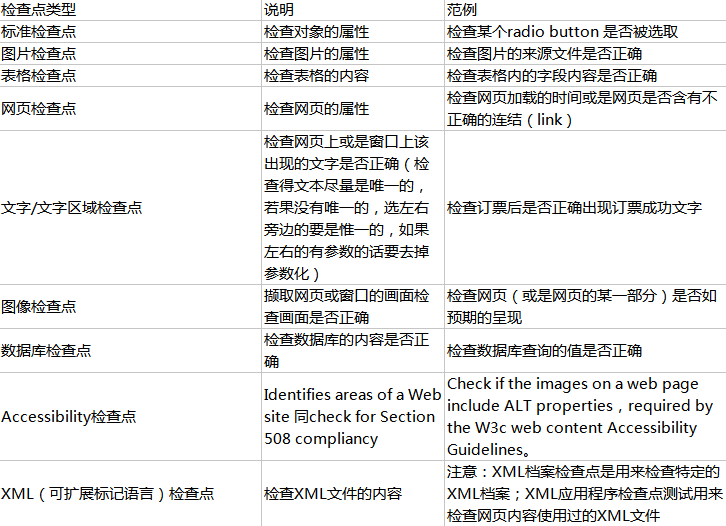 检查点类型 说明 范例
标准检查点 检查对象的属性 检查某个radio button 是否被选取
图片检查点 检查图片的属性 检查图片的来源文件是否正确
表格检查点 检查表格的内容 检查表格内的字段内容是否正确
网页检查点 检查网页的属性 检查网页加载的时间或是网页是否含有不
正确的连结（link）
文字/文字区域检查点
检查网页上或是窗口上该
出现的文字是否正确（检
查得文本尽量是唯一的，
若果没有唯一的，选左右
旁边的要是惟一的，如果
左右的有参数的话要去掉
参数化）
检查订票后是否正确出现订票成功文字
图像检查点
撷取网页或窗口的画面检
查画面是否正确
检查网页（或是网页的某一部分）是否如
预期的呈现
数据库检查点
检查数据库的内容是否正
确
检查数据库查询的值是否正确
Accessibility检查点
Identifies areas of a Web
site 同check for Section
508 compliancy
Check if the images on a web page
include ALT properties，required by
the W3c web content Accessibility
Guidelines。
XML（可扩展标记语言）检查点
检查XML文件的内容
注意：XML档案检查点是用来检查特定的
XML档案；XML应用程序检查点测试用来
检查网页内容使用过的XML文件